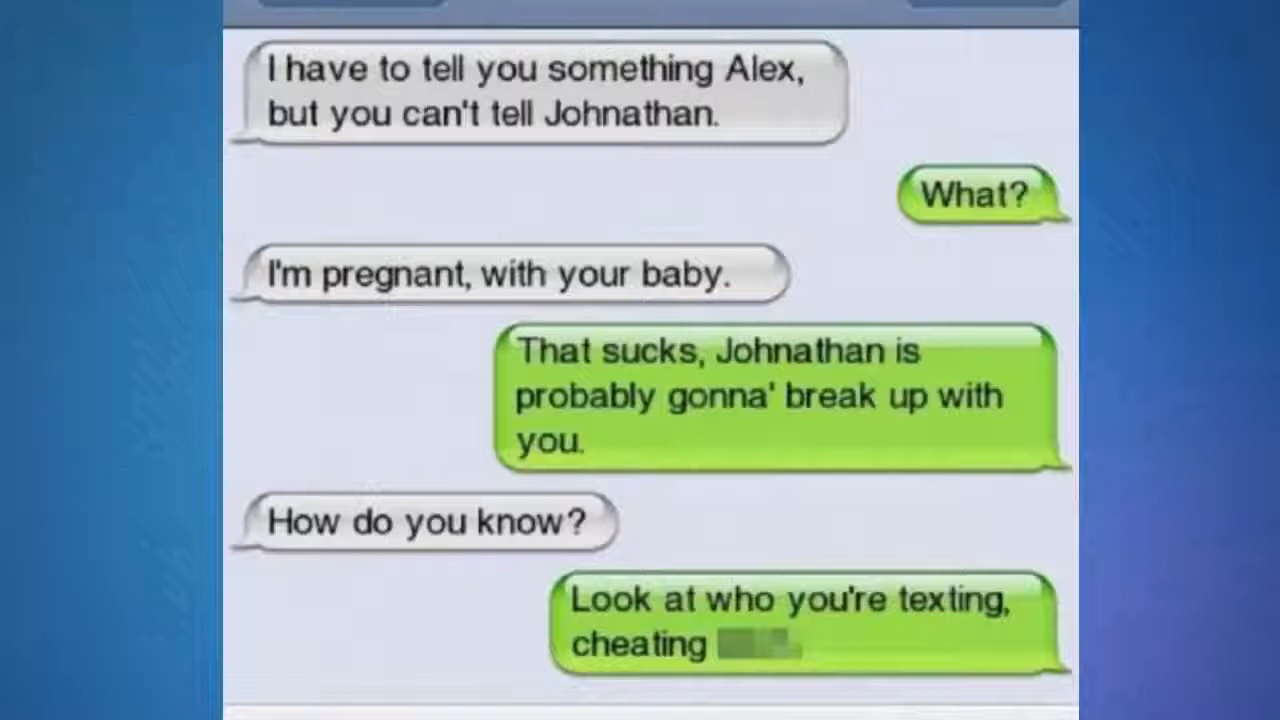 I have to tell you something Alex,
but you can't tell Johnathan.
What?
I'm pregnant, with your baby.
That sucks, Johnathan is
probably gonna' break up with
you.
How do you know?
Look at who you're texting,
cheating